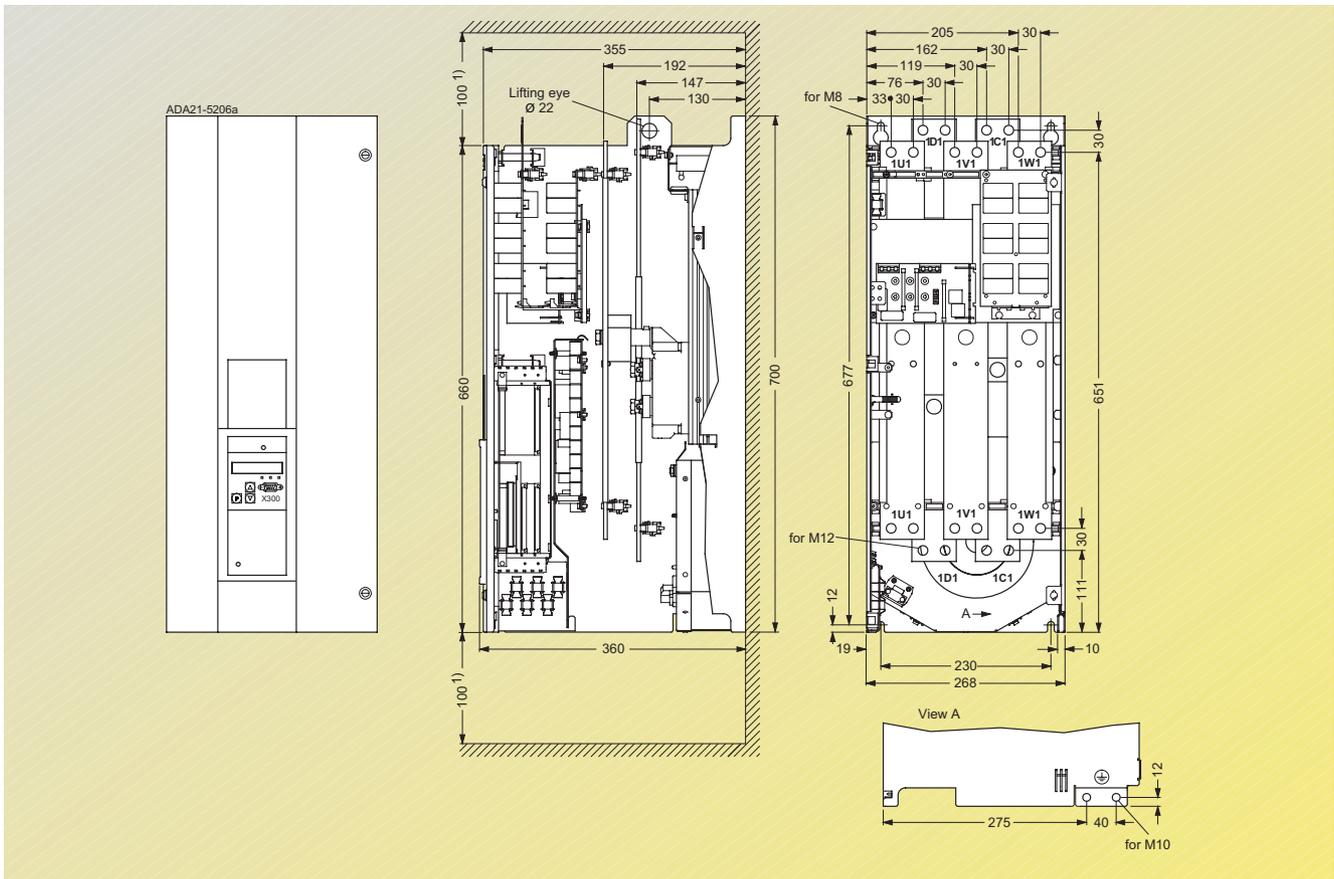 ADA21-5206a
X300
100 1)
355
192
147
130
Lifting eye
Ø 22
660
700
360
100 1)
205 30
162 30
119 30
76 30
33 30
for M8
1D1 1C1
1U1 1V1 1W1
30
677
651
1U1 1V1 1W1
for M12
1D1 1C1
30
111
12
A
19
10
230
268
View A
12
275
40
for M10